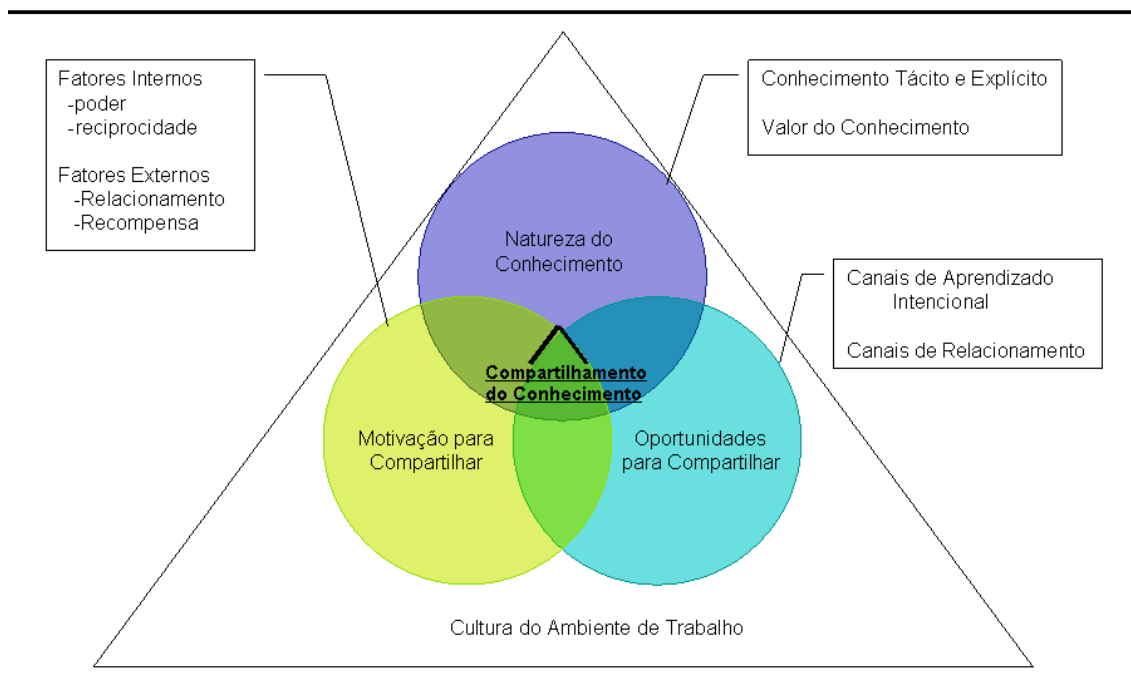 Fatores Internos
-poder
-reciprocidade
Fatores Externos
-Relacionamento
-Recompensa
Conhecimento Tácito e Explícito
Valor do Conhecimento
Natureza do
Conhecimento
Canais de Aprendizado
Intencional
Canais de Relacionamento
Compartilhamento
do Conhecimento
Motivação para
Compartilhar
Oportunidades
para Compartilhar
Cultura do Ambiente de Trabalho